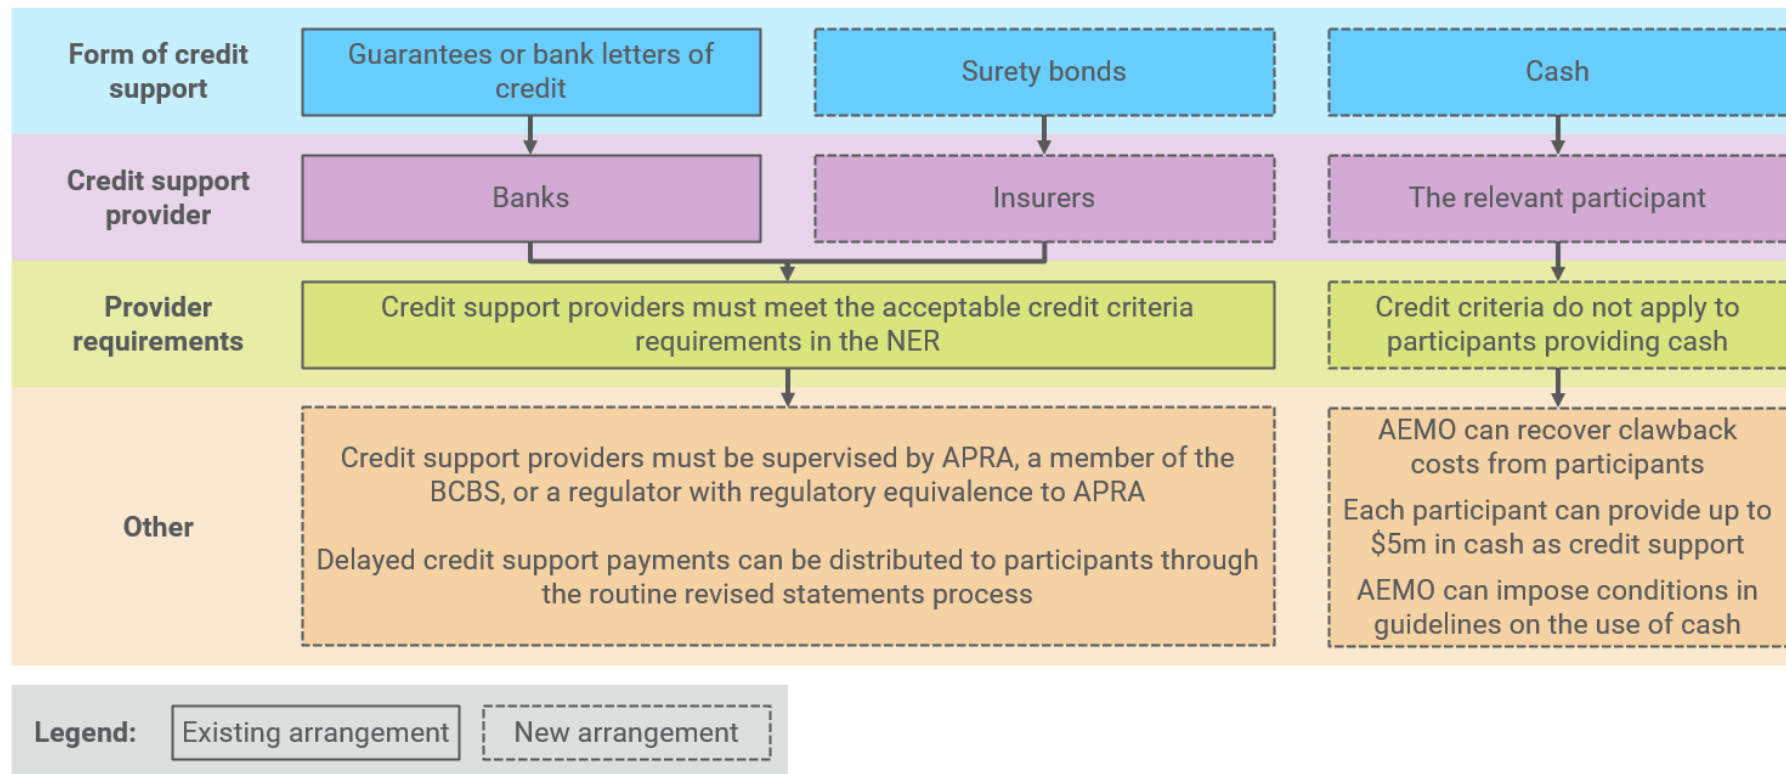 Form of credit
support
Guarantees or bank letters of
credit
Surety bonds
Cash
Credit support
provider
Banks
Insurers
The relevant participant
Provider
requirements
Credit support providers must meet the acceptable credit criteria
requirements in the NER
Credit criteria do not apply to
participants providing cash
Other
Credit support providers must be supervised by APRA, a member of the
BCBS, or a regulator with regulatory equivalence to APRA
Delayed credit support payments can be distributed to participants through
the routine revised statements process
AEMO can recover clawback
costs from participants
Each participant can provide up to
$5m in cash as credit support
AEMO can impose conditions in
guidelines on the use of cash
Legend:
Existing arrangement
New arrangement